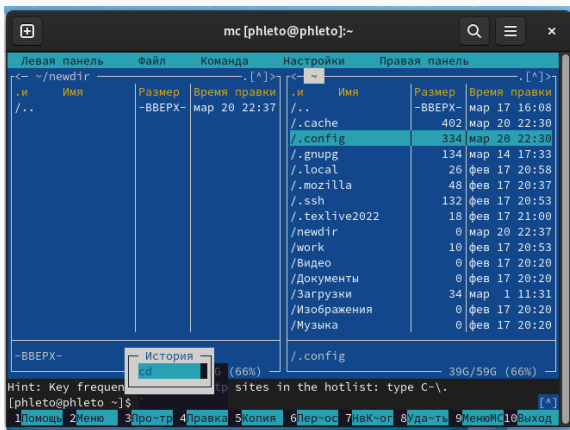 mc [phleto@phleto]:~
Левая панель Файл Команда Настройки Правая панель
<— ~/newdir .[^]>
.и Имя Размер Время правки
/.. -ВВЕРХ- мар 20 22:37
-ВВЕРХ-
G (66%)
<— ~ .[^]>
.и Имя Размер Время правки
/.. -ВВЕРХ- мар 17 16:08
/.cache 402 мар 20 22:30
/.config 334 мар 20 22:30
/.gnupg 134 мар 14 17:33
/.local 26 фев 17 20:58
/.mozilla 48 фев 17 20:37
/.ssh 132 фев 17 20:53
/.texlive2022 18 фев 17 21:00
/newdir 0 мар 20 22:37
/work 10 фев 17 20:53
/Видео 0 фев 17 20:20
/Документы 0 фев 17 20:20
/Загрузки 34 мар 1 11:31
/Изображения 0 фев 17 20:20
/Музыка 0 фев 17 20:20
/.config
39G/59G (66%)
История
cd
Hint: Key frequen tp sites in the hotlist: type C-\.
[phleto@phleto ~]$ [^]
1Помощь 2Меню 3Про~тр 4Правка 5Копия 6Пер~ос 7НвК~ог 8Уда~ть 9МенюMC 10Выход